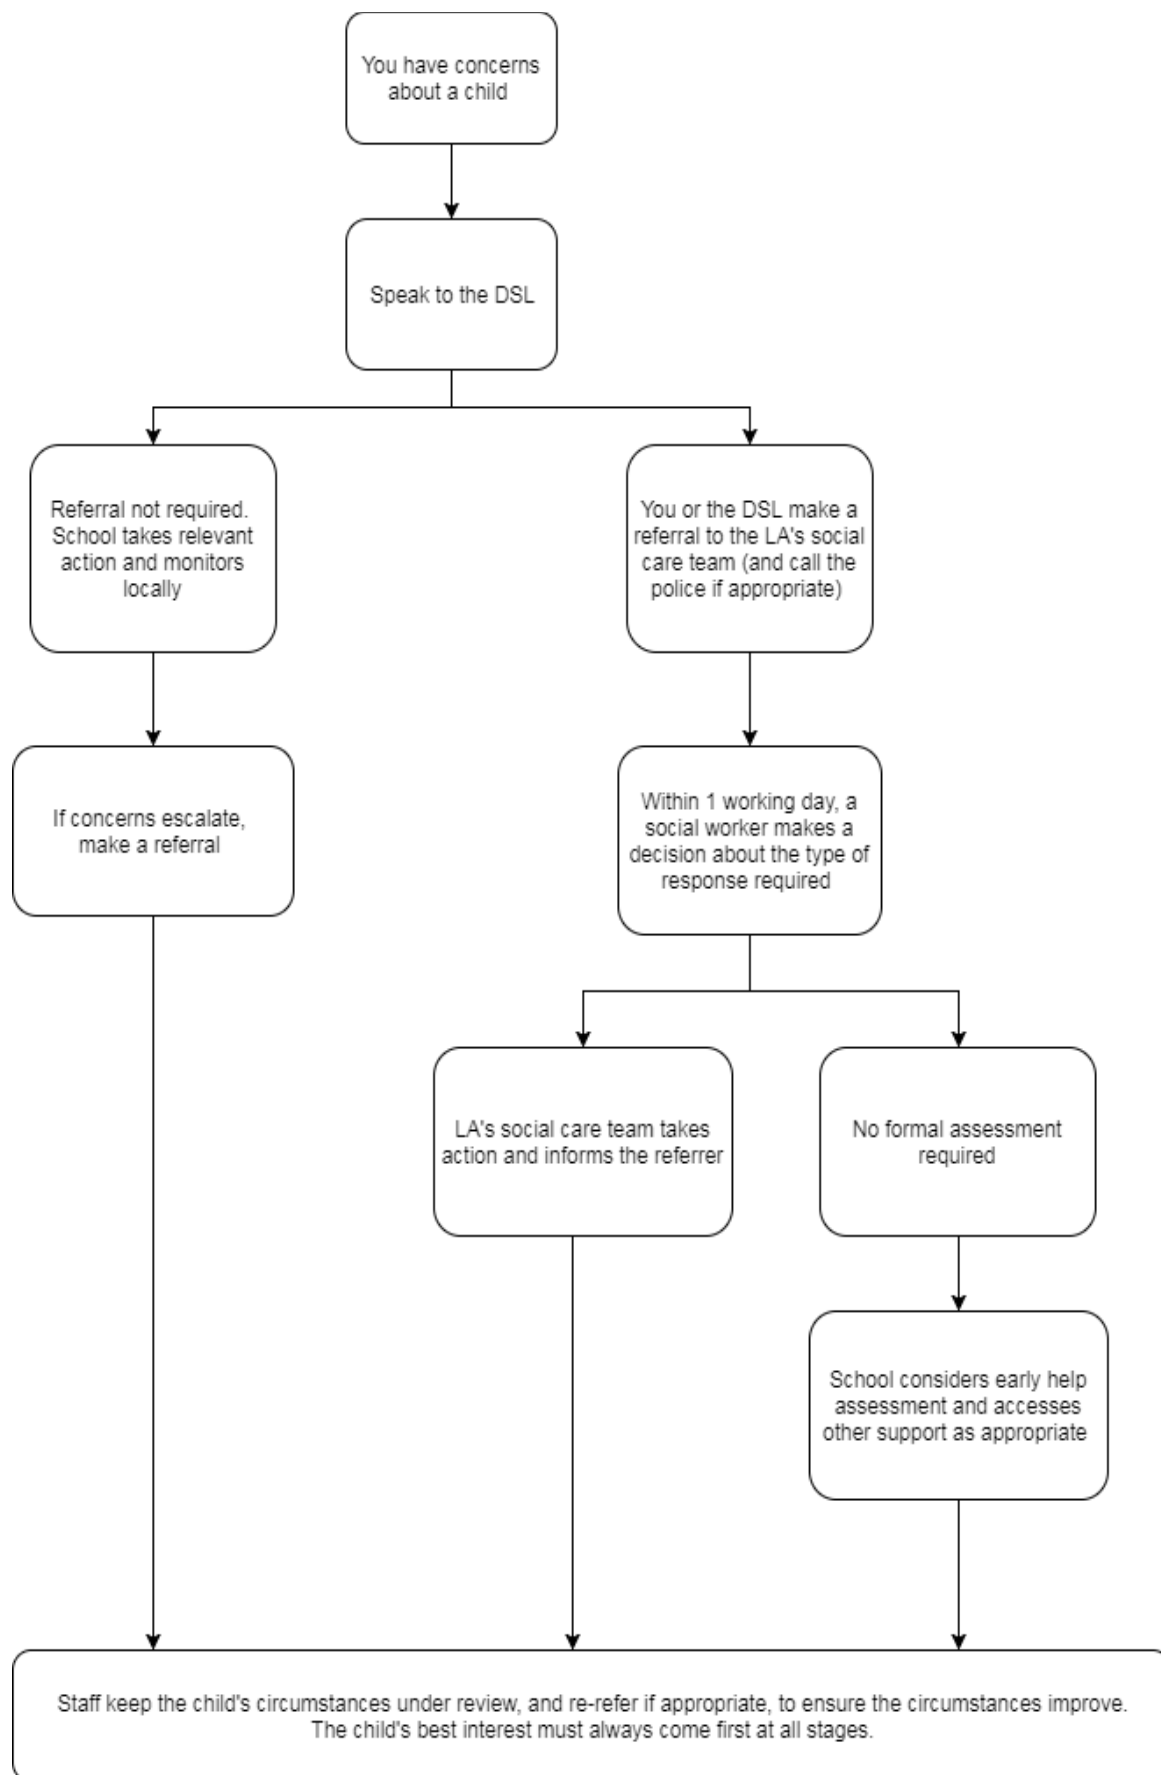 You have concerns
about a child
Speak to the DSL
Referral not required.
School takes relevant
action and monitors
locally
You or the DSL make a
referral to the LA's social
care team (and call the
police if appropriate)
If concerns escalate,
make a referral
Within 1 working day, a
social worker makes a
decision about the type of
response required
LA's social care team takes
action and informs the referrer
No formal assessment
required
School considers early help
assessment and accesses
other support as appropriate
Staff keep the child's circumstances under review, and re-refer if appropriate, to ensure the circumstances improve.
The child's best interest must always come first at all stages.